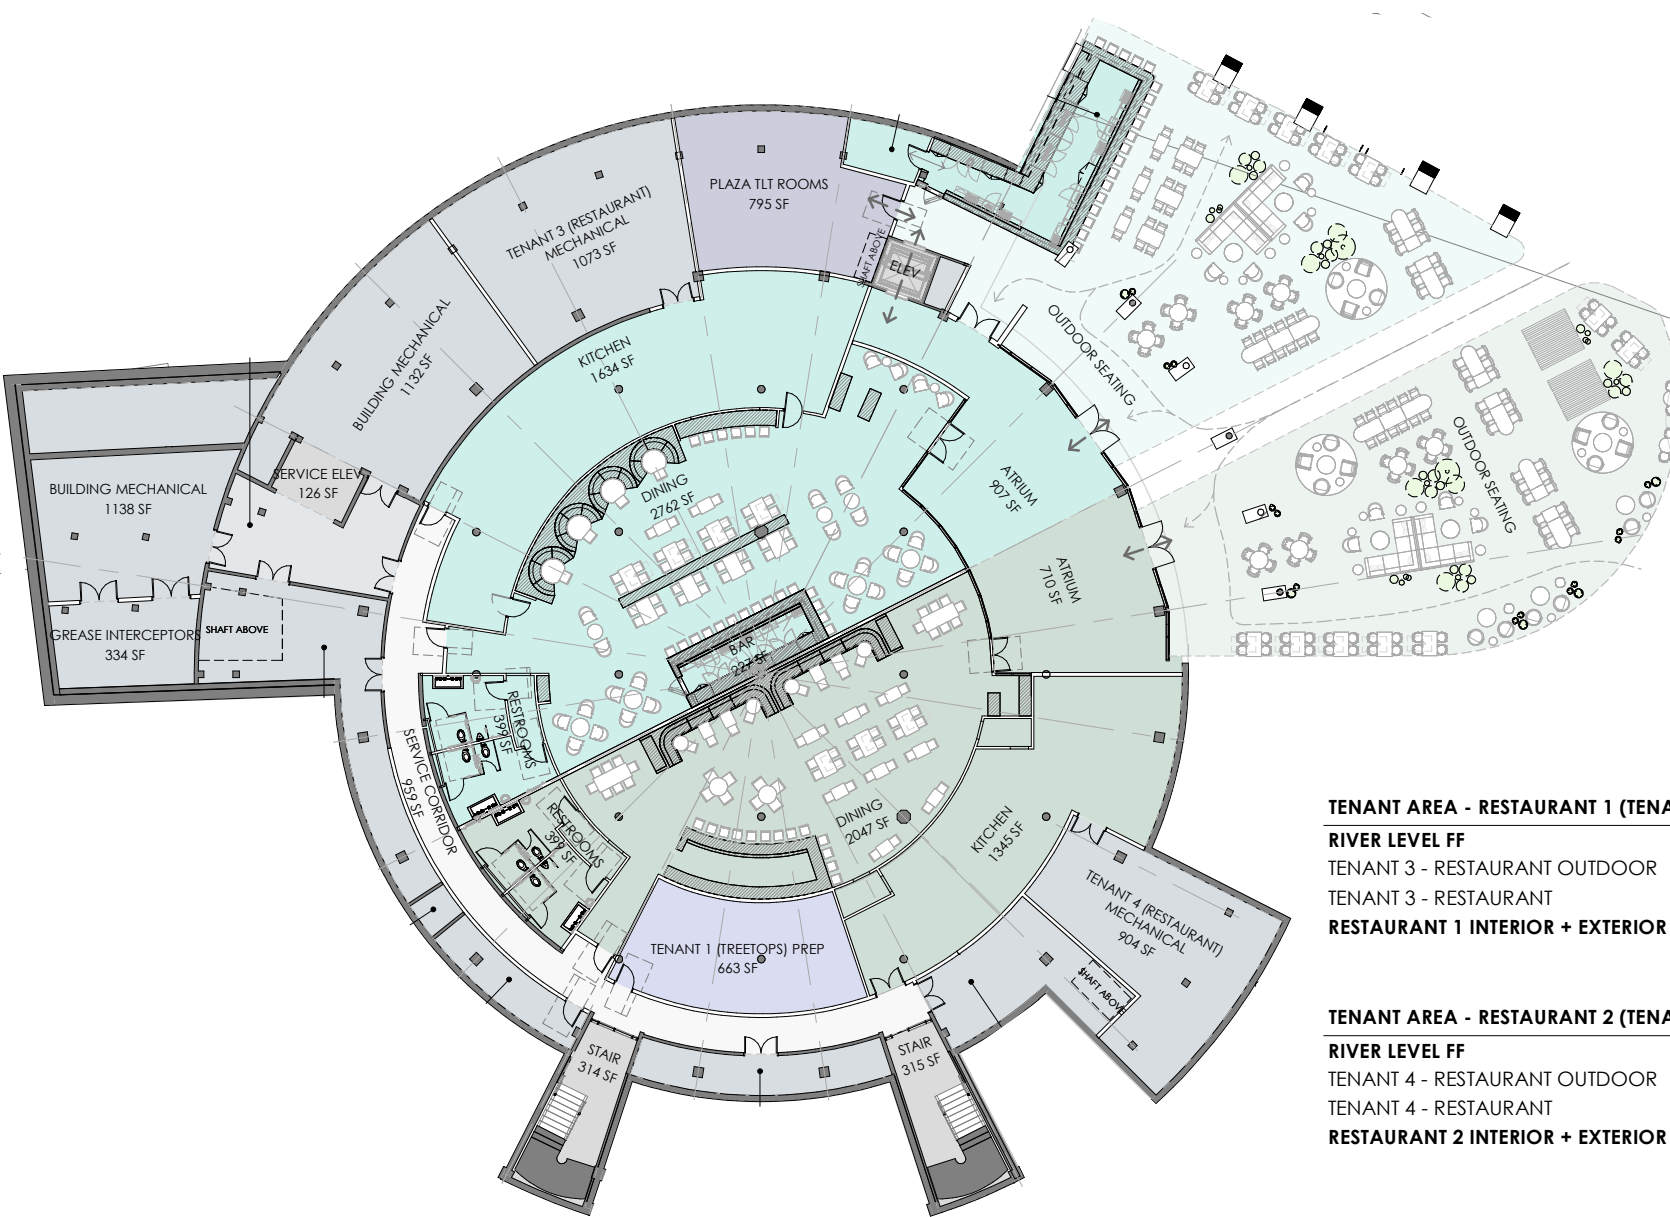 PLAZA TLT ROOMS
795 SF
TENANT 3 (RESTAURANT)
MECHANICAL
1073 SF
SHAFT ABOVE
ELEV
BUILDING MECHANICAL
1132 SF
KITCHEN
1634 SF
OUTDOOR SEATING
OUTDOOR SEATING
SERVICE ELEV
126 SF
BUILDING MECHANICAL
1138 SF
DINING
2762 SF
ATRIUM
907 SF
ATRIUM
710 SF
GREASE INTERCEPTORS
334 SF
SHAFT ABOVE
BAR
227 SF
RESTROOMS
399 SF
SERVICE CORRIDOR
959 SF
RESTROOMS
399 SF
DINING
2047 SF
KITCHEN
1345 SF
TENANT 4 (RESTAURANT)
MECHANICAL
904 SF
SHAFT ABOVE
TENANT 1 (TREETOPS) PREP
663 SF
STAIR
314 SF
STAIR
315 SF
TENANT AREA - RESTAURANT 1 (TENA
RIVER LEVEL FF
TENANT 3 - RESTAURANT OUTDOOR
TENANT 3 - RESTAURANT
RESTAURANT 1 INTERIOR + EXTERIOR
TENANT AREA - RESTAURANT 2 (TENA
RIVER LEVEL FF
TENANT 4 - RESTAURANT OUTDOOR
TENANT 4 - RESTAURANT
RESTAURANT 2 INTERIOR + EXTERIOR